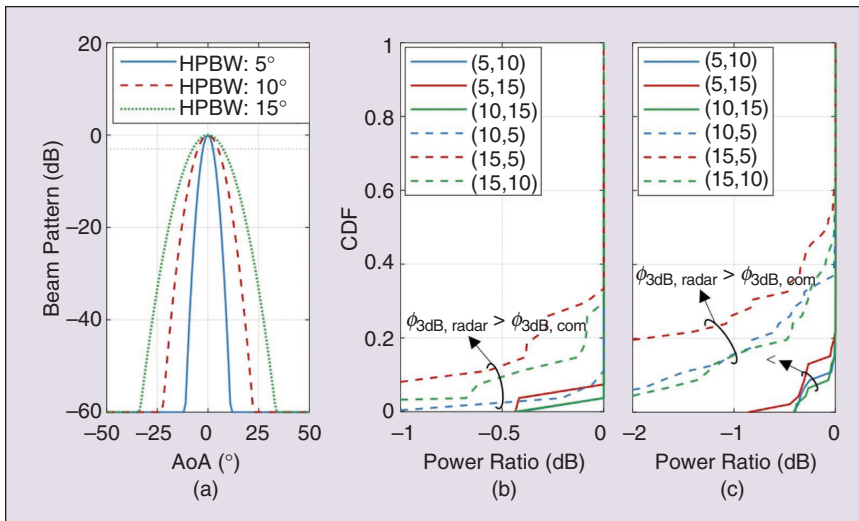 20
0
−20
−40
−60
Beam Pattern (dB)
HPBW: 5°
HPBW: 10°
HPBW: 15°
−50
−25
0
25
50
AoA (°)
(a)
1
0.8
0.6
0.4
0.2
0
CDF
(5,10)
(5,15)
(10,15)
(10,5)
(15,5)
(15,10)
ϕ3dB, radar > ϕ3dB, com
−1
−0.5
0
Power Ratio (dB)
(b)
(5,10)
(5,15)
(10,15)
(10,5)
(15,5)
(15,10)
ϕ3dB, radar > ϕ3dB, com
<
−2
−1
0
Power Ratio (dB)
(c)